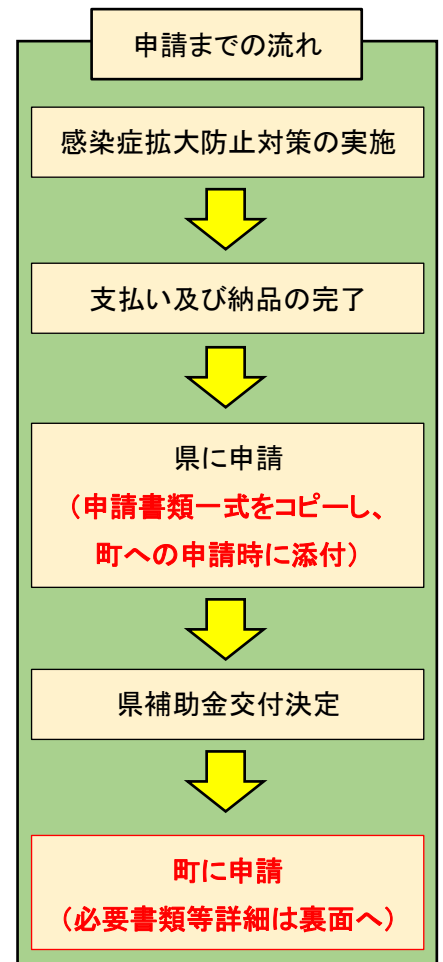 申請までの流れ
感染症拡大防止対策の実施
支払い及び納品の完了
県に申請
（申請書類一式をコピーし、
町への申請時に添付）
県補助金交付決定
町に申請
（必要書類等詳細は裏面へ）